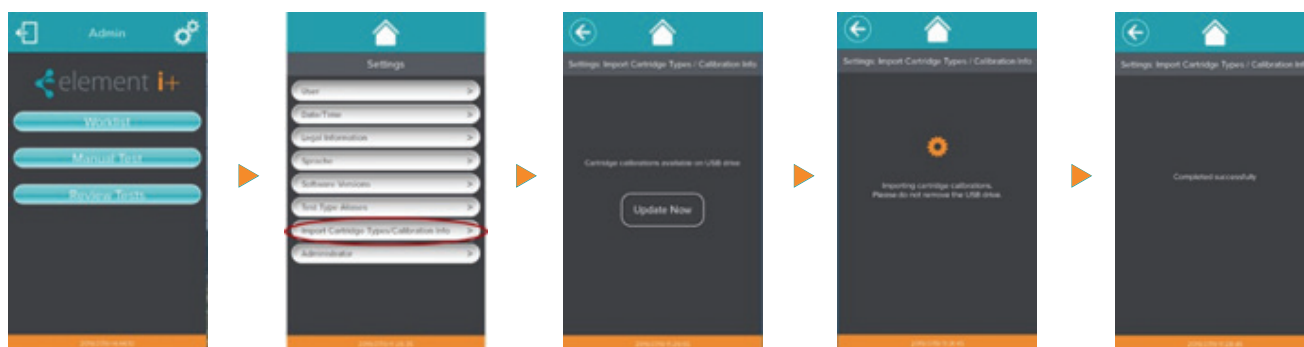 Admin
element i+
Worklist
Manual Test
Review Tests
Settings
User
Date/Time
Legal Information
Sprache
Software Versions
Test Type Aliases
Import Cartridge Types/Calibration Info
Administrator
Settings: Import Cartridge Types / Calibration Info
Cartridge calibrations available on USB drive
Update Now
Settings: Import Cartridge Types / Calibration Info
Importing cartridge calibrations.
Please do not remove the USB drive.
Settings: Import Cartridge Types / Calibration Inf
Completed successfully